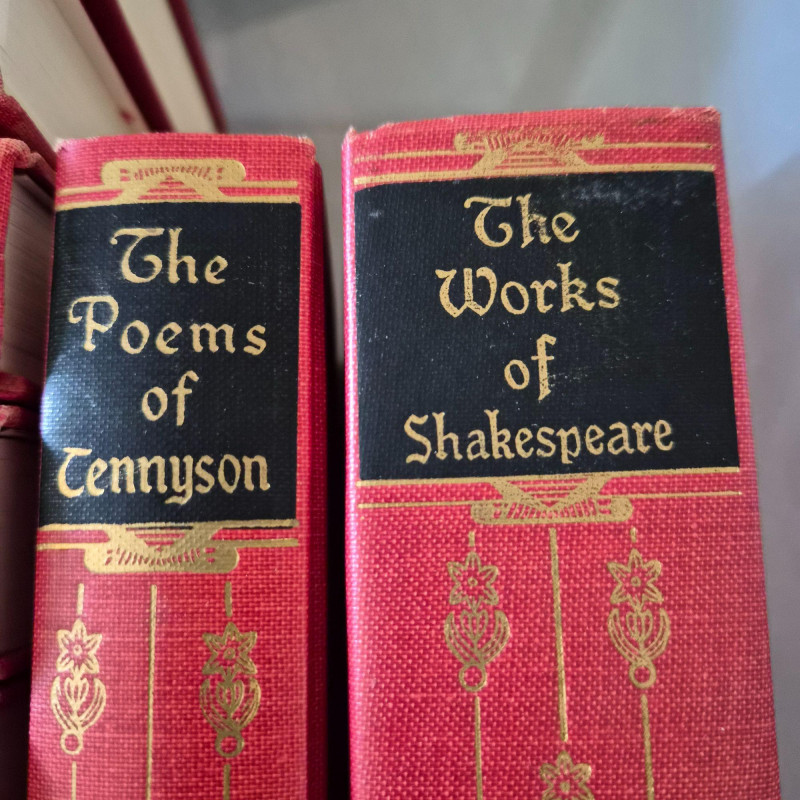 The
Poems
of
Tennyson
The
Works
of
Shakespeare